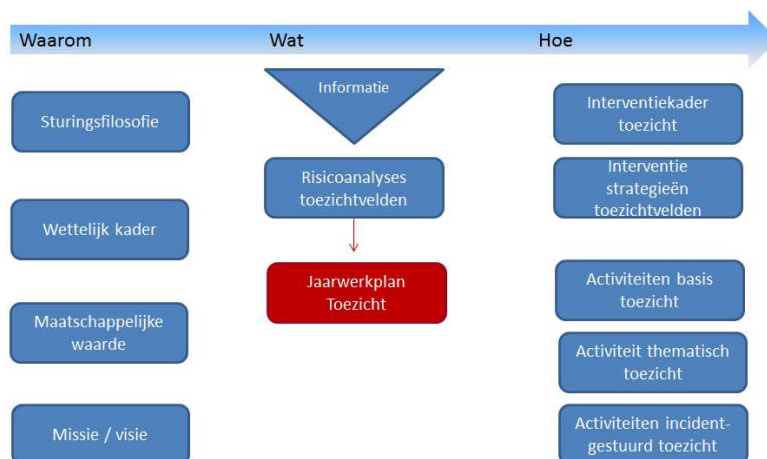 Waarom
Wat
Hoe
Sturingsfilosofie
Wettelijk kader
Maatschappelijke
waarde
Missie / visie
Informatie
Risicoanalyses
toezichtvelden
Jaarwerkplan
Toezicht
Interventiekader
toezicht
Interventie
strategieën
toezichtvelden
Activiteiten basis
toezicht
Activiteit thematisch
toezicht
Activiteiten incident-
gestuurd toezicht